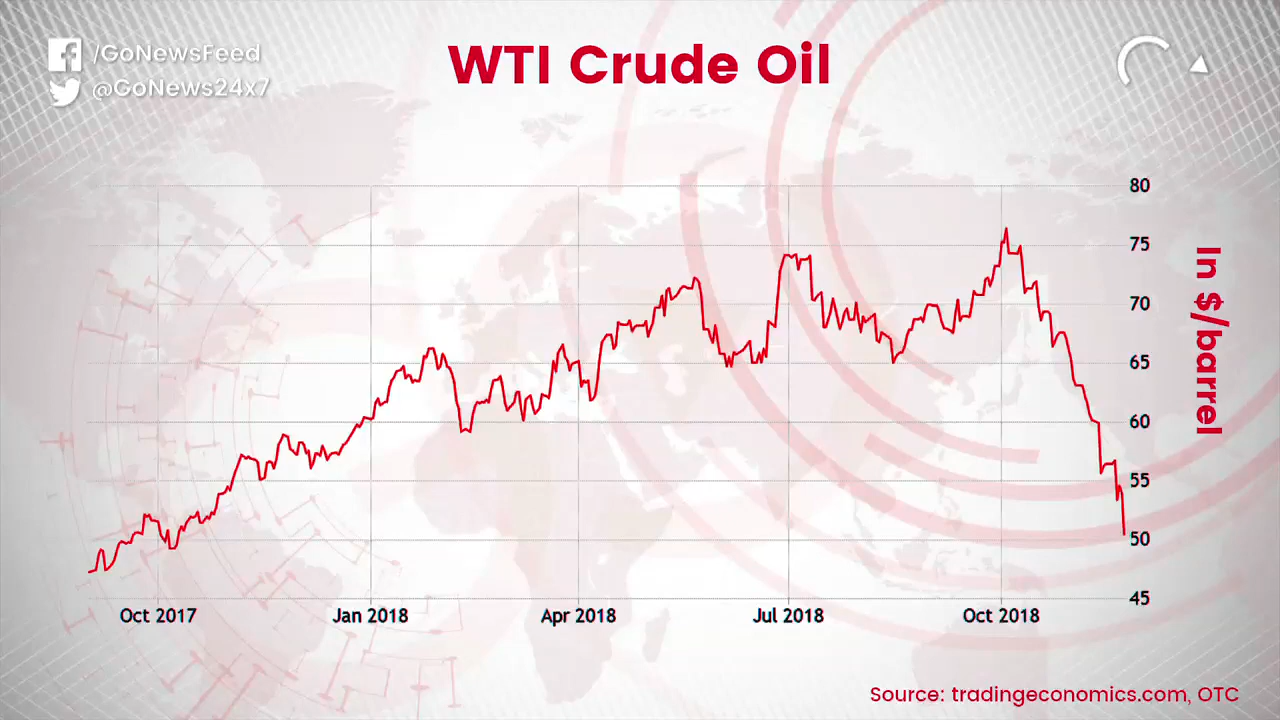 /GoNewsFeed
@GoNews24x7
WTI Crude Oil
80
75
70
65
60
55
50
45
In $/barrel
Oct 2017
Jan 2018
Apr 2018
Jul 2018
Oct 2018
Source: tradingeconomics.com, OTC